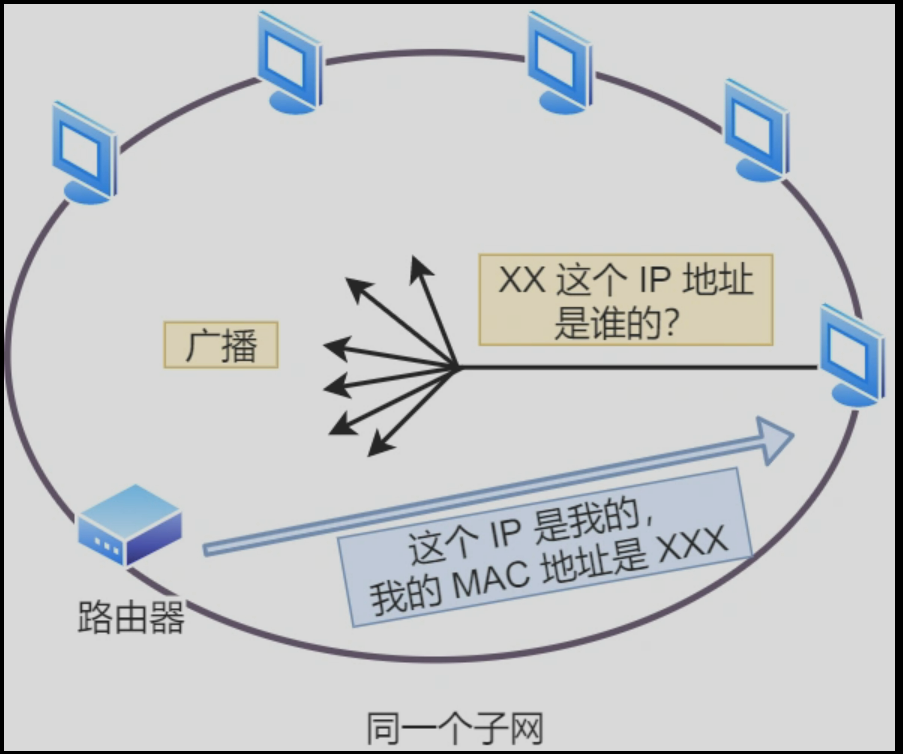 XX 这个 IP 地址
是谁的?
广播
这个 IP 是我的,
我的 MAC 地址是 XXX
路由器
同一个子网